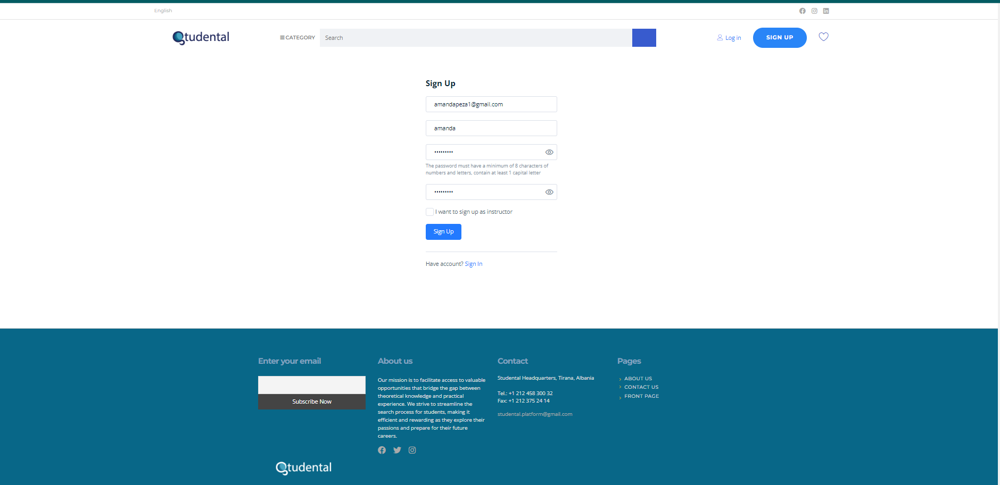 English
Studental
CATEGORY
Search
Log in
SIGN UP
Sign Up
amandapeza1@gmail.com
amanda
•••••••••
The password must have a minimum of 8 characters of
numbers and letters, contain at least 1 capital letter
•••••••••
I want to sign up as instructor
Sign Up
Have account? Sign In
Enter your email
Subscribe Now
About us
Our mission is to facilitate access to valuable
opportunities that bridge the gap between
theoretical knowledge and practical
experience. We strive to streamline the
search process for students, making it
efficient and rewarding as they explore their
passions and prepare for their future
careers.
Contact
Studental Headquarters, Tirana, Albania
Tel.: +1 212 458 300 32
Fax: +1 212 375 24 14
studental.platform@gmail.com
Pages
ABOUT US
CONTACT US
FRONT PAGE
Studental